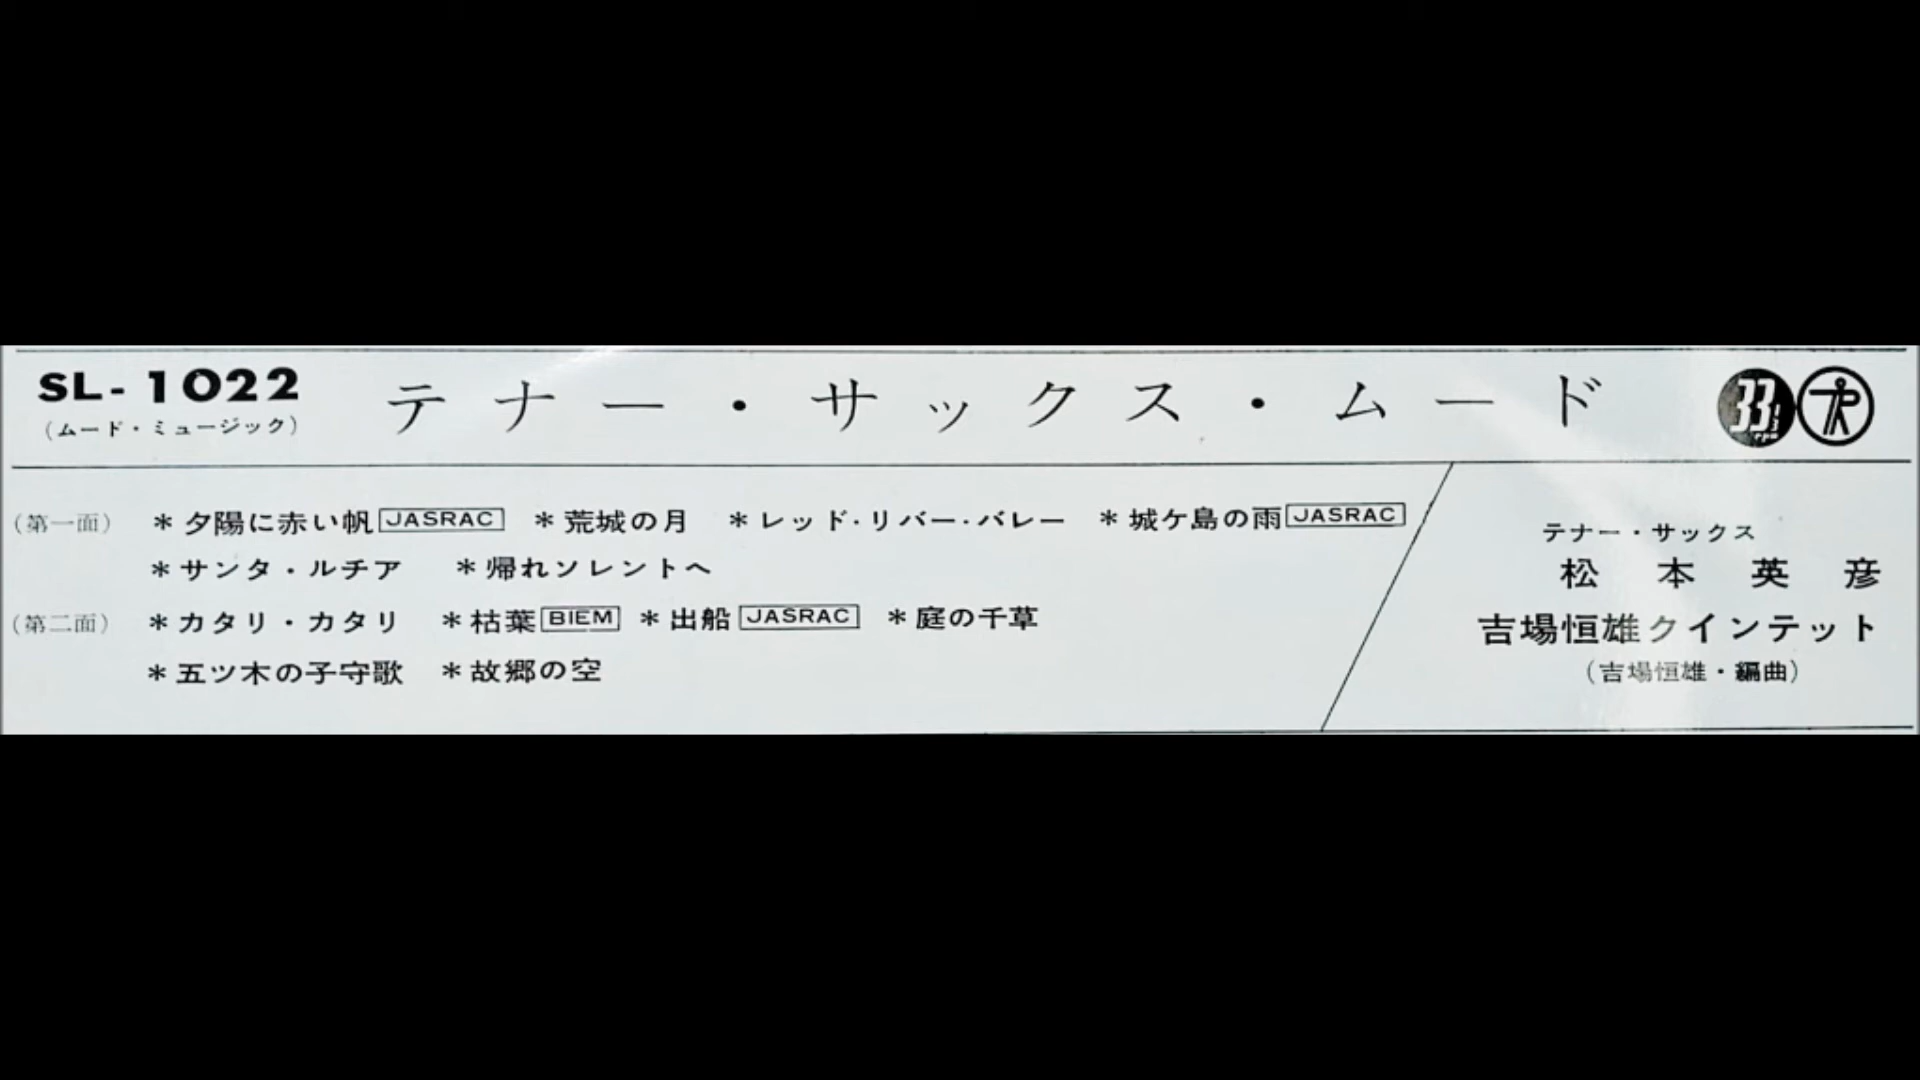 SL-1022
(ムード・ミュージック)
テナー・サックス・ムード
33 1/3 rpm
(第一面) *夕陽に赤い帆 JASRAC *荒城の月 *レッド・リバー・バレー *城ケ島の雨 JASRAC
*サンタ・ルチア *帰れソレントへ
(第二面) *カタリ・カタリ *枯葉 BIEM *出船 JASRAC *庭の千草
*五ツ木の子守歌 *故郷の空
テナー・サックス
松本英彦
吉場恒雄クインテット
(吉場恒雄・編曲)